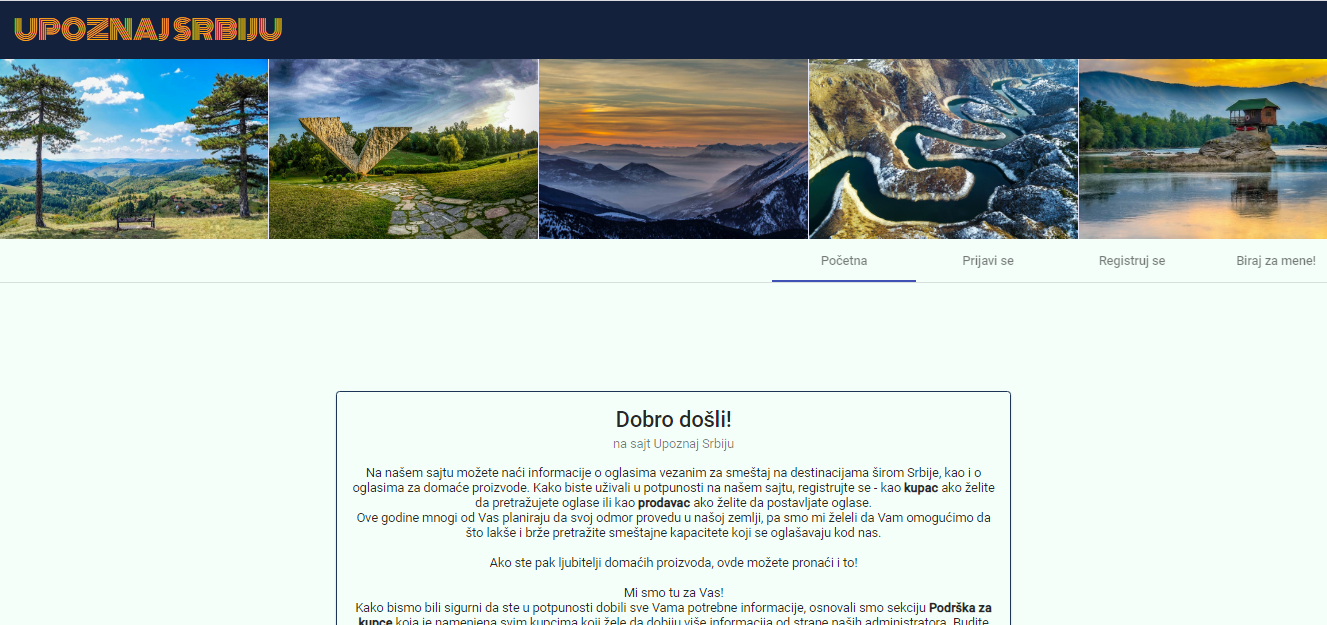 UPOZNAJ SRBIJU
Početna Prijavi se Registruj se Biraj za mene!
Dobro došli!
na sajt Upoznaj Srbiju
Na našem sajtu možete naći informacije o oglasima vezanim za smeštaj na destinacijama širom Srbije, kao i o
oglasima za domaće proizvode. Kako biste uživali u potpunosti na našem sajtu, registrujte se - kao kupac ako želite
da pretražujete oglase ili kao prodavac ako želite da postavljate oglase.
Ove godine mnogi od Vas planiraju da svoj odmor provedu u našoj zemlji, pa smo mi želeli da Vam omogućimo da
što lakše i brže pretražite smeštajne kapacitete koji se oglašavaju kod nas.
Ako ste pak ljubitelji domaćih proizvoda, ovde možete pronaći i to!
Mi smo tu za Vas!
Kako bismo bili sigurni da ste u potpunosti dobili sve Vama potrebne informacije, osnovali smo sekciju Podrška za
kupce koja je namenjena svim kupcima koji žele da dobiju više informacija od strane naših administratora. Budite